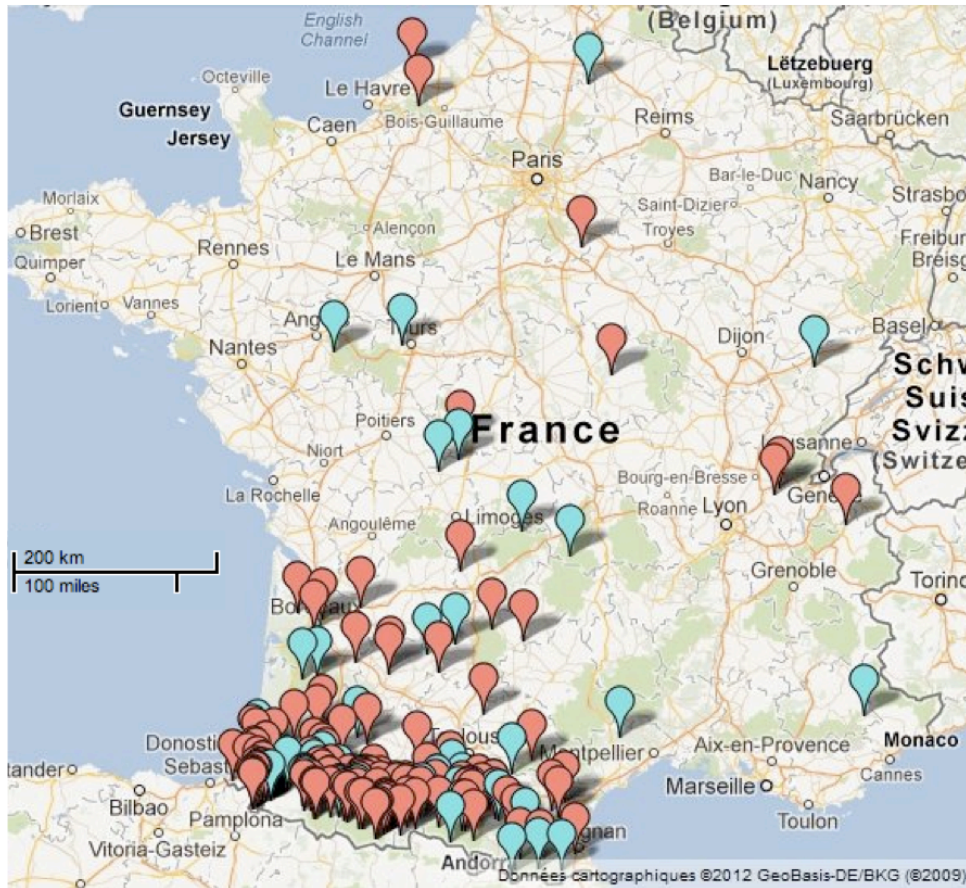 English
Channel
(Belgium)
Lëtzebuerg
(Luxembourg)
Octeville
Le Havre
Guernsey
Bois-Guillaume
Reims
Saarbrücken
Jersey
Caen
Paris
Bar-le-Duc
Nancy
Morlaix
Saint-Dizier
Strasbo
Brest
Alençon
Troyes
Rennes
Freibur
Quimper
Le Mans
Breisg
Lorient
Vannes
Dijon
Basel
Nantes
Schw
Suis
Poitiers
France
Svizz
Niort
(Switze
La Rochelle
Bourg-en-Bresse
Genève
Limoges
Roanne
Lyon
Angoulême
200 km
100 miles
Grenoble
Torino
Donosti
Monaco
Sebast
Montpellier
Aix-en-Provence
Cannes
tander
Marseille
Bilbao
Toulon
Pamplona
Vitoria-Gasteiz
Andorr
Données cartographiques ©2012 GeoBasis-DE/BKG (©2009)